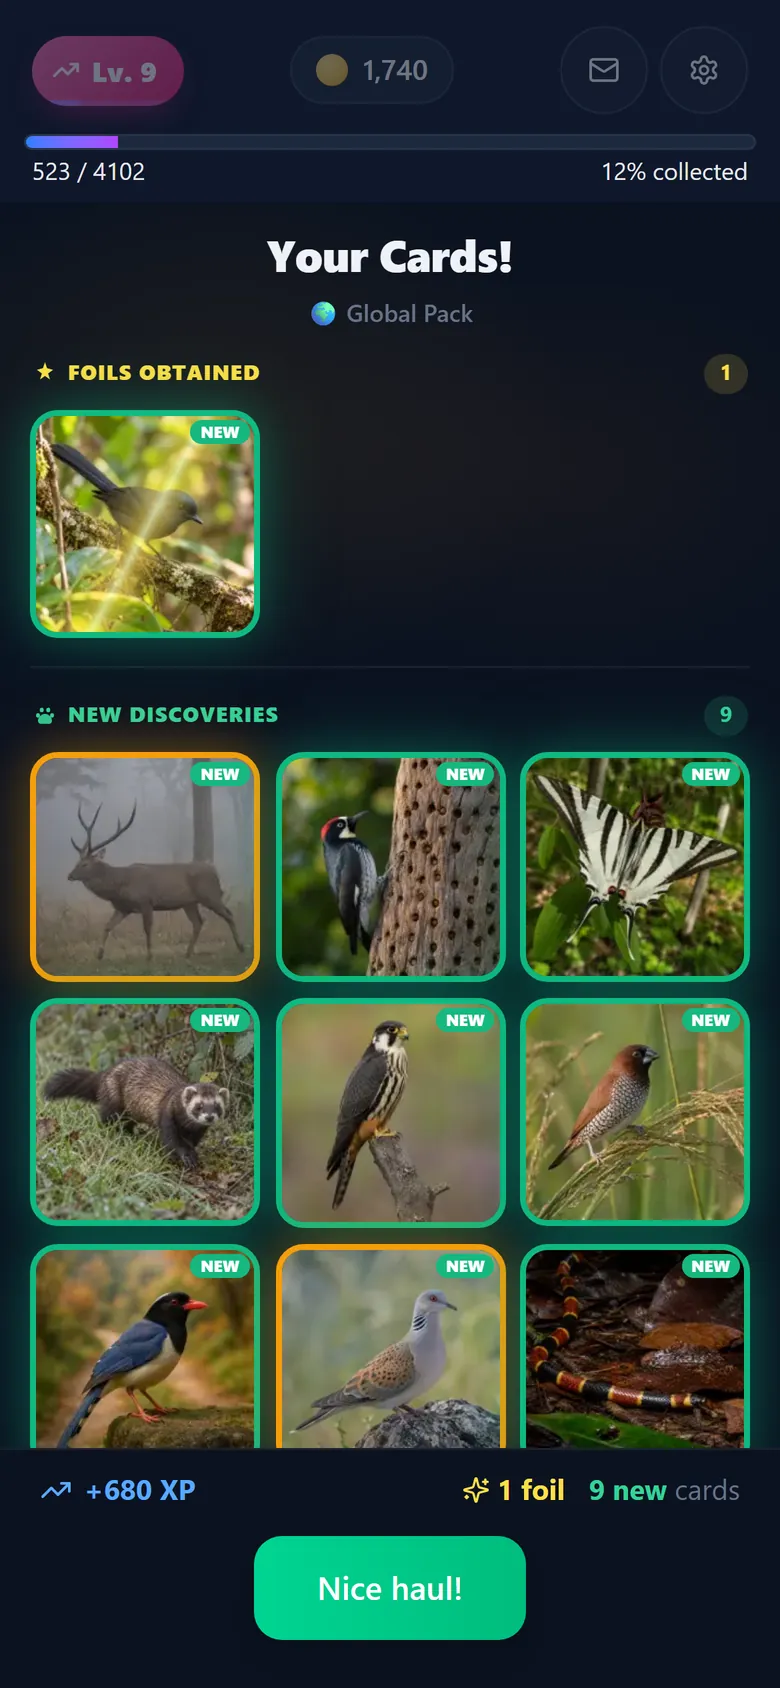 Lv. 9
1,740
523 / 4102
12% collected
Your Cards!
Global Pack
FOILS OBTAINED
1
NEW
NEW DISCOVERIES
9
NEW
NEW
NEW
NEW
NEW
NEW
NEW
NEW
NEW
+680 XP
1 foil
9 new cards
Nice haul!